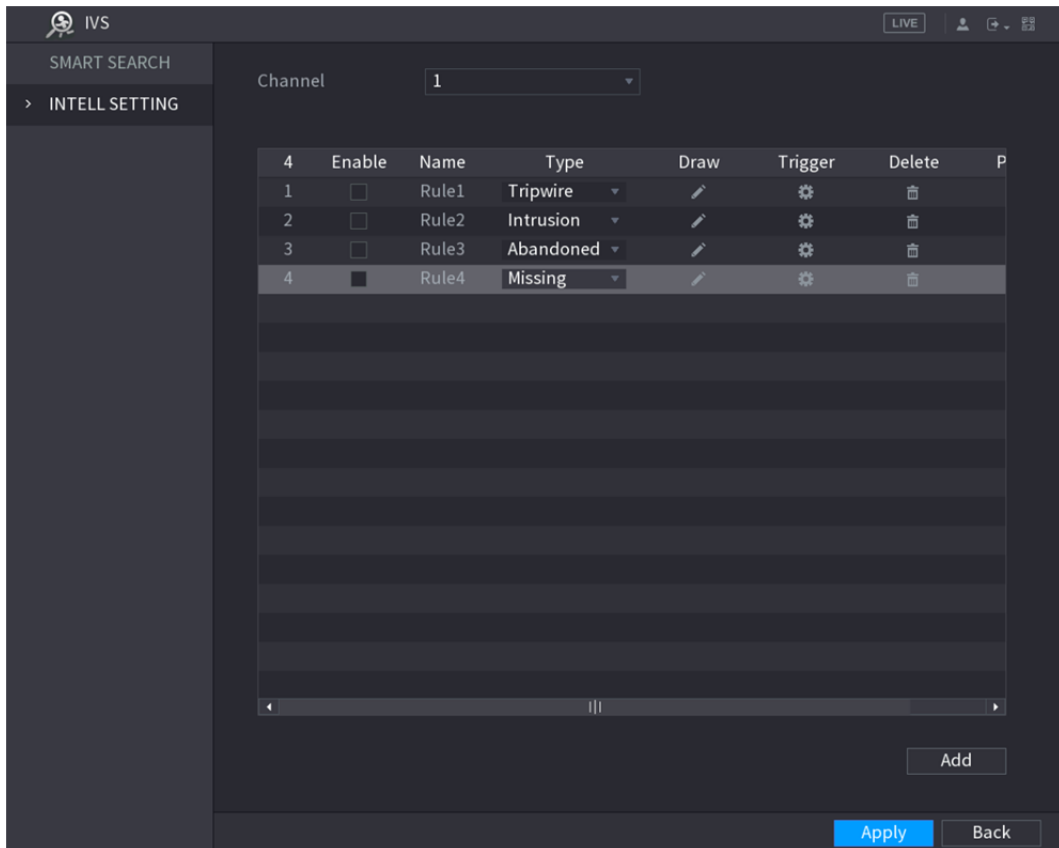 IVS LIVE
SMART SEARCH
Channel 1
INTELL SETTING
4 Enable Name Type Draw Trigger Delete P
1 Rule1 Tripwire
2 Rule2 Intrusion
3 Rule3 Abandoned
4 Rule4 Missing
Add
Apply Back